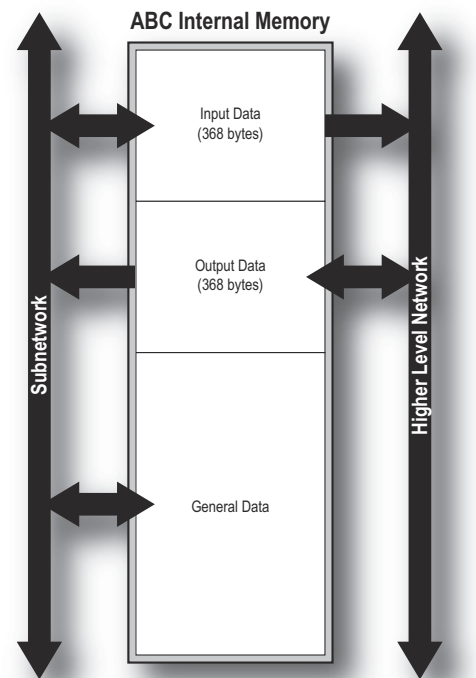 ABC Internal Memory
Input Data
(368 bytes)
Output Data
(368 bytes)
General Data
Subnetwork
Higher Level Network